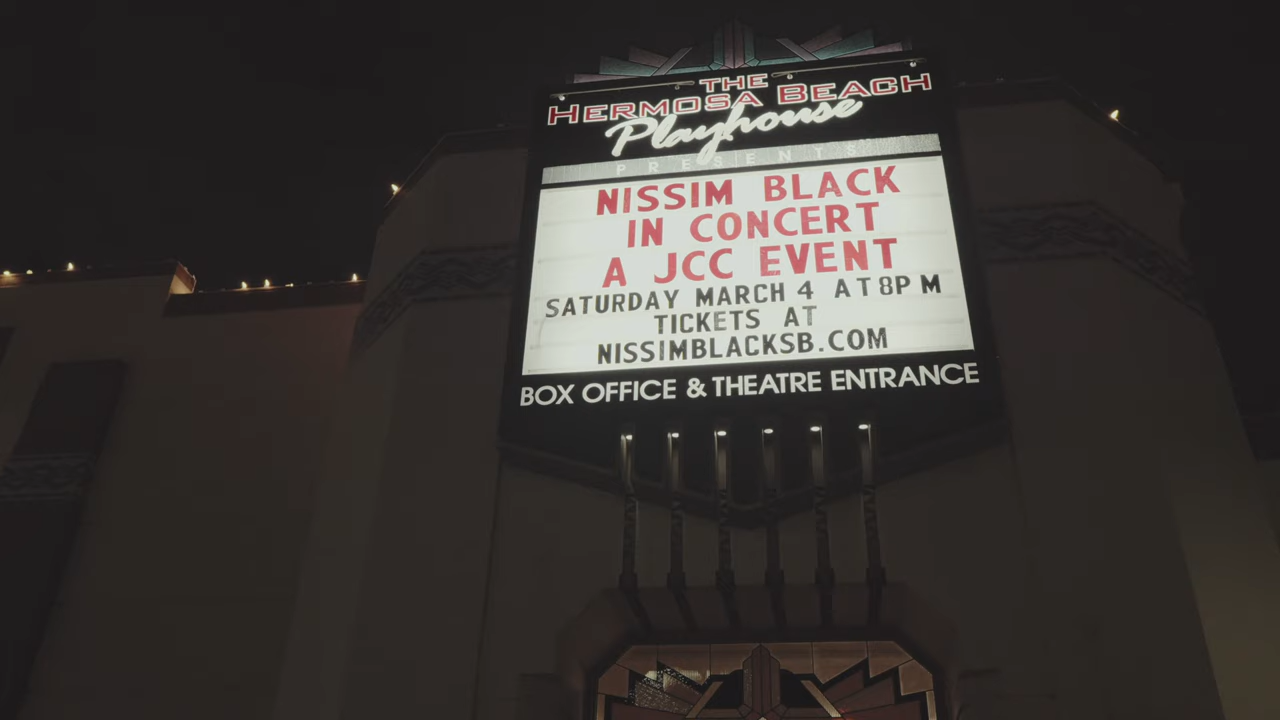 THE
HERMOSA BEACH
Playhouse
PRESENTS
NISSIM BLACK
IN CONCERT
A JCC EVENT
SATURDAY MARCH 4 AT 8PM
TICKETS AT
NISSIMBLACKSB.COM
BOX OFFICE & THEATRE ENTRANCE